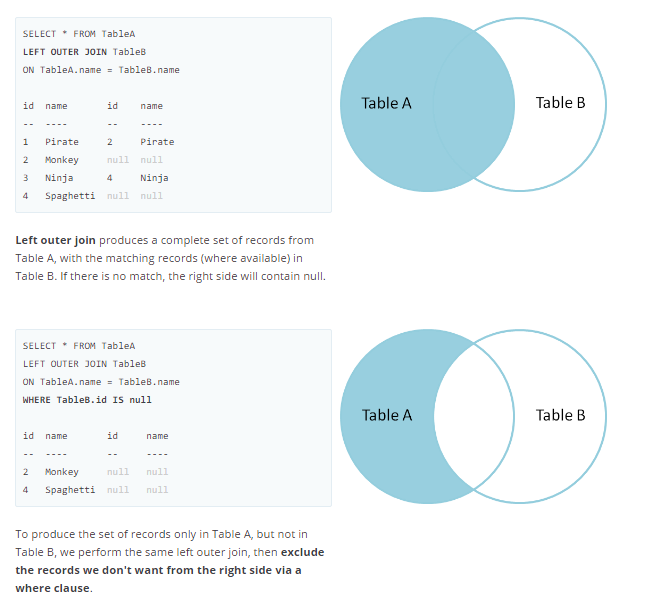 SELECT * FROM TableA
LEFT OUTER JOIN TableB
ON TableA.name = TableB.name
id name id name
-- ---- -- ----
1 Pirate 2 Pirate
2 Monkey null null
3 Ninja 4 Ninja
4 Spaghetti null null
Table A
Table B
Left outer join produces a complete set of records from
Table A, with the matching records (where available) in
Table B. If there is no match, the right side will contain null.
SELECT * FROM TableA
LEFT OUTER JOIN TableB
ON TableA.name = TableB.name
WHERE TableB.id IS null
id name id name
-- ---- -- ----
2 Monkey null null
4 Spaghetti null null
Table A
Table B
To produce the set of records only in Table A, but not in
Table B, we perform the same left outer join, then exclude
the records we don't want from the right side via a
where clause.